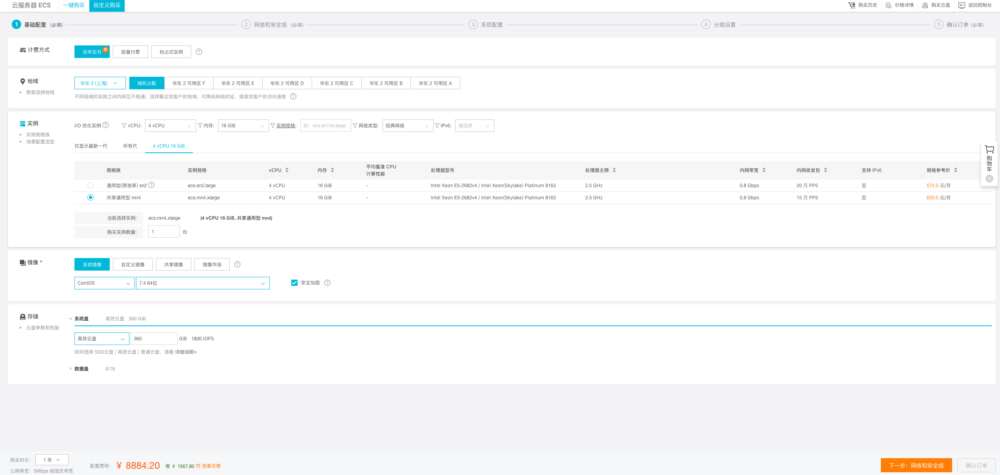 云服务器 ECS 一键购买 自定义购买 购买历史 价格详情 购买云盘 返回控制台
1 基础配置 (必填) 2 网络和安全组 (必填) 3 系统配置 4 分组设置 5 确认订单 (必填)
计费方式 包年包月 惠 按量付费 抢占式实例 ?
地域 华东 2 (上海) 随机分配 华东 2 可用区 F 华东 2 可用区 E 华东 2 可用区 D 华东 2 可用区 C 华东 2 可用区 B 华东 2 可用区 A
教我选择地域
不同地域的实例之间内网互不相通；选择靠近您客户的地域，可降低网络时延、提高您客户的访问速度 ?
实例
实例规格族
场景配置选型
I/O 优化实例 ? vCPU: 4 vCPU 内存: 16 GiB 实例规格: 如：ecs.sn1ne.large 网络类型: 经典网络 IPv6: 请选择
仅显示最新一代 所有代 4 vCPU 16 GiB
规格族 实例规格 vCPU 内存 平均基准 CPU 计算性能 处理器型号 处理器主频 内网带宽 内网收发包 支持 IPv6 规格参考价
通用型(原独享) sn2 ? ecs.sn2.large 4 vCPU 16 GiB - Intel Xeon E5-2682v4 / Intel Xeon(Skylake) Platinum 8163 2.5 GHz 0.8 Gbps 20 万 PPS 否 572.0 元/月
共享通用型 mn4 ecs.mn4.xlarge 4 vCPU 16 GiB - Intel Xeon E5-2682v4 / Intel Xeon(Skylake) Platinum 8163 2.5 GHz 0.8 Gbps 15 万 PPS 否 620.0 元/月
当前选择实例: ecs.mn4.xlarge (4 vCPU 16 GiB, 共享通用型 mn4)
购买实例数量: 1 台
购物车
0
镜像 * 系统镜像 自定义镜像 共享镜像 镜像市场 ?
CentOS 7.4 64位 安全加固 ?
存储
云盘参数和性能
系统盘 高效云盘 360 GiB
高效云盘 360 GiB 1800 IOPS
如何选择 SSD云盘 / 高效云盘 / 普通云盘，请看 详细说明>
数据盘 0/16
购买时长: 1 年
公网带宽: 5Mbps 按固定带宽
配置费用: ¥ 8884.20 省 ¥ 1567.80 查看优惠
下一步：网络和安全组 确认订单